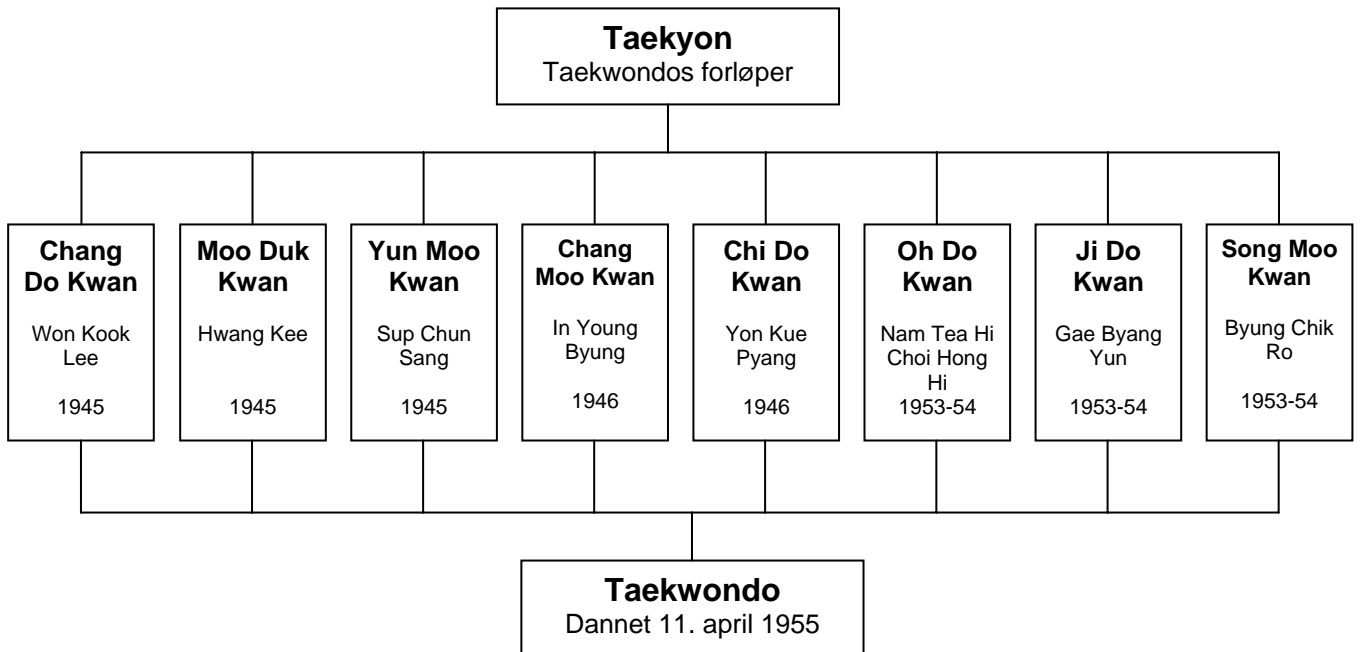 Taekyon
Taekwondos forløper
Chang
Do Kwan
Won Kook
Lee
1945
Moo Duk
Kwan
Hwang Kee
1945
Yun Moo
Kwan
Sup Chun
Sang
1945
Chang
Moo Kwan
In Young
Byung
1946
Chi Do
Kwan
Yon Kue
Pyang
1946
Oh Do
Kwan
Nam Tea Hi
Choi Hong
Hi
1953-54
Ji Do
Kwan
Gae Byang
Yun
1953-54
Song Moo
Kwan
Byung Chik
Ro
1953-54
Taekwondo
Dannet 11. april 1955